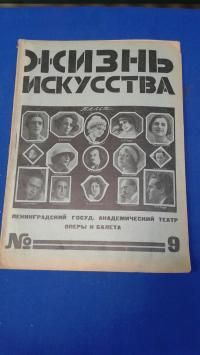 ЖИЗНЬ
ИСКУССТВА
ЛЕНИНГРАДСКИЙ ГОСУД. АКАДЕМИЧЕСКИЙ ТЕАТР
ОПЕРЫ И БАЛЕТА
№ 9